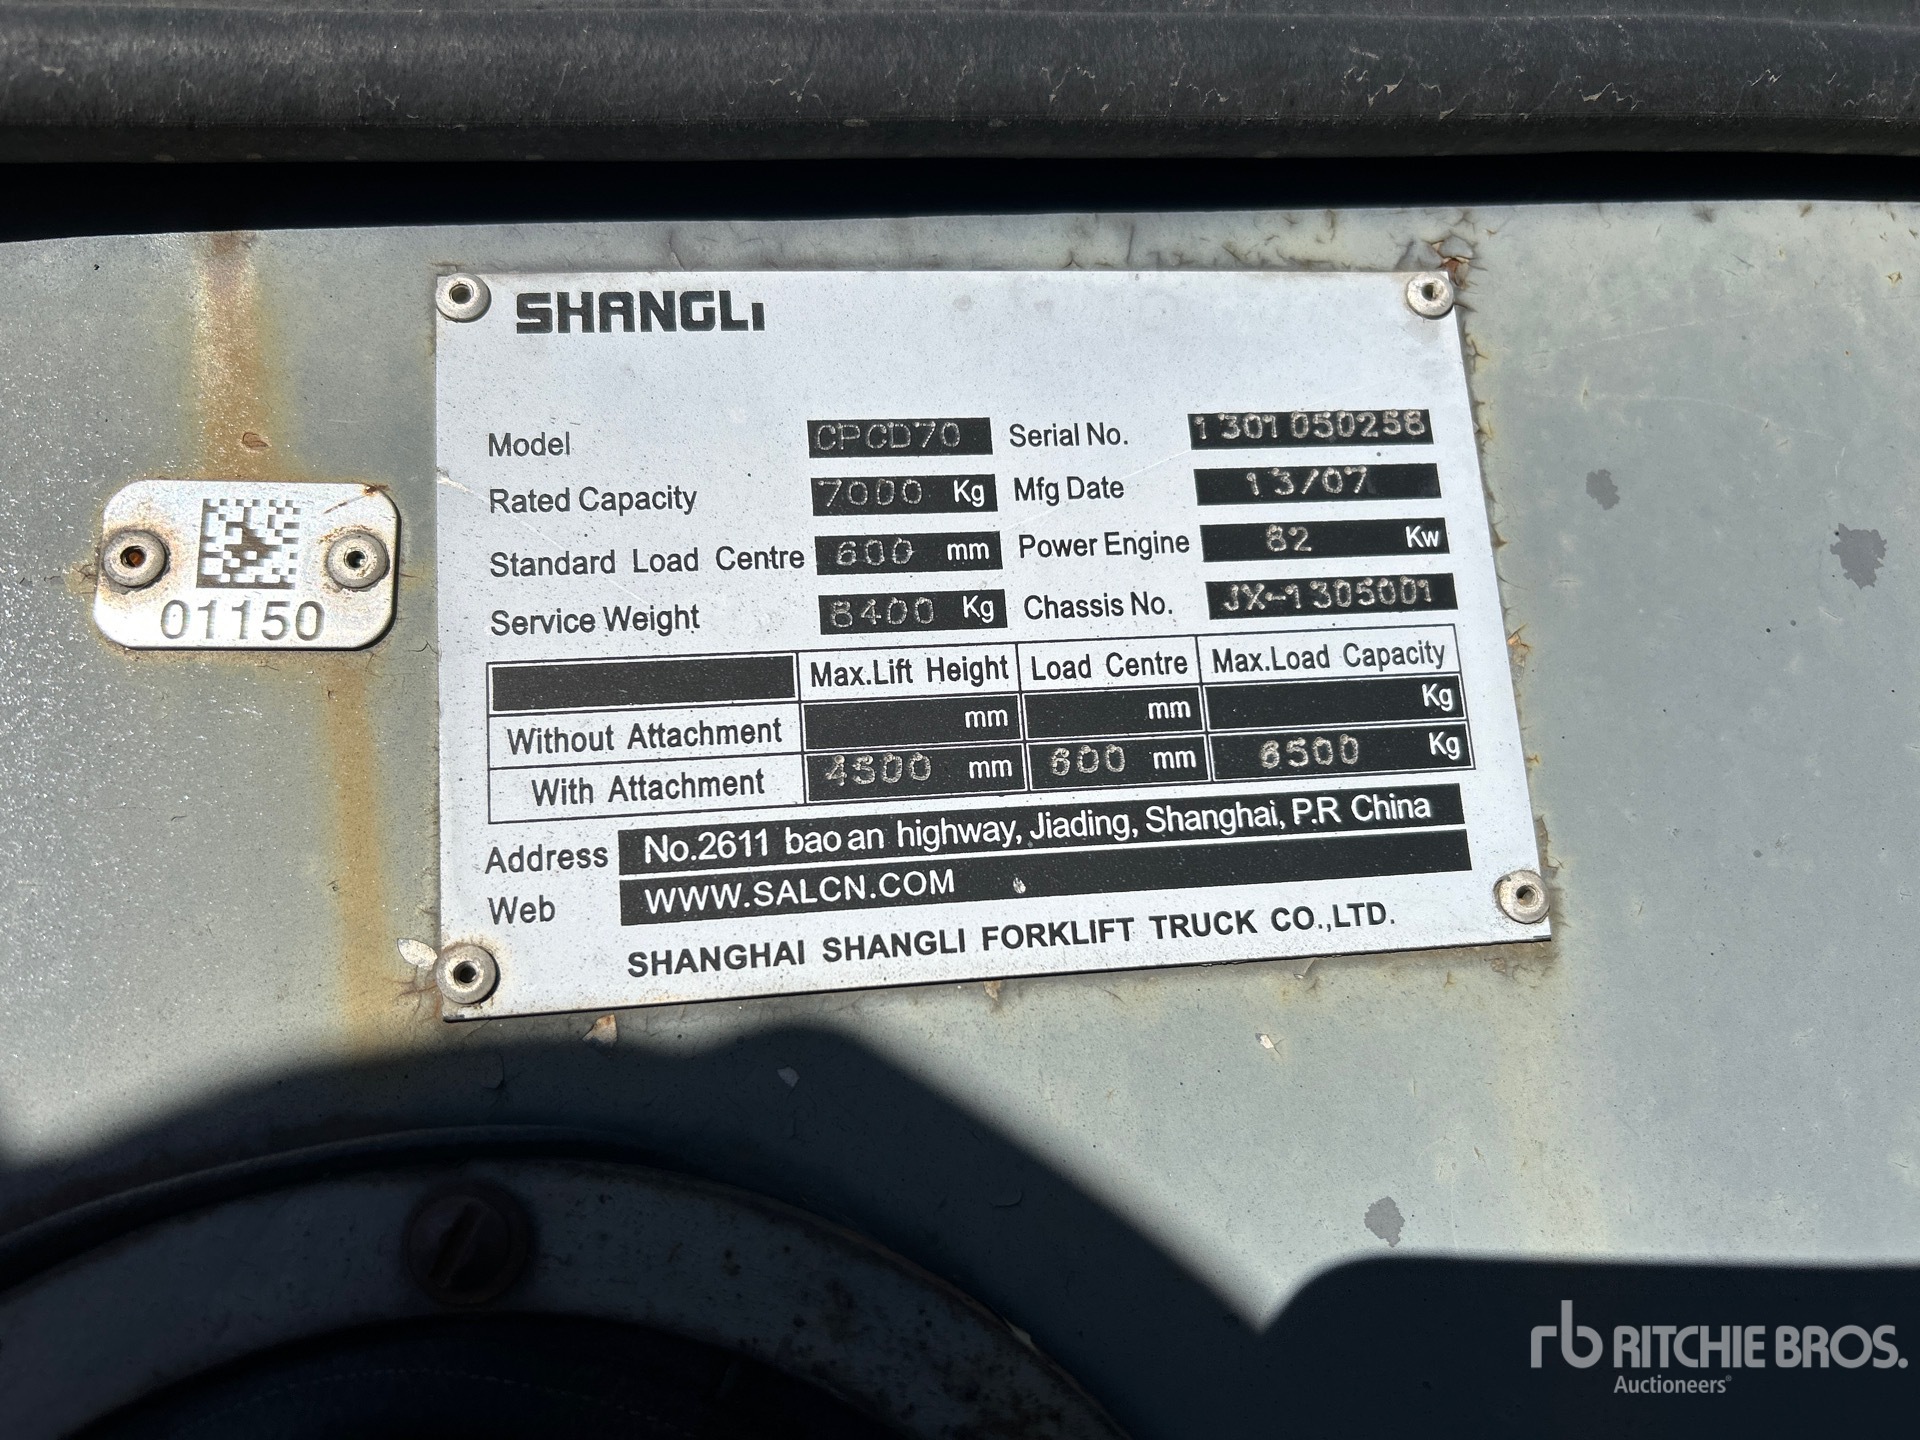 SHANGLi
Model CPCD70 Serial No. 1301050258
Rated Capacity 7000 Kg Mfg Date 13/07
Standard Load Centre 600 mm Power Engine 82 Kw
Service Weight 8400 Kg Chassis No. JX-1305001
Max.Lift Height Load Centre Max.Load Capacity
Without Attachment mm mm Kg
With Attachment 4500 mm 600 mm 6500 Kg
Address No.2611 bao an highway, Jiading, Shanghai, P.R China
Web WWW.SALCN.COM
SHANGHAI SHANGLI FORKLIFT TRUCK CO.,LTD.
01150
rb RITCHIE BROS.
Auctioneers®